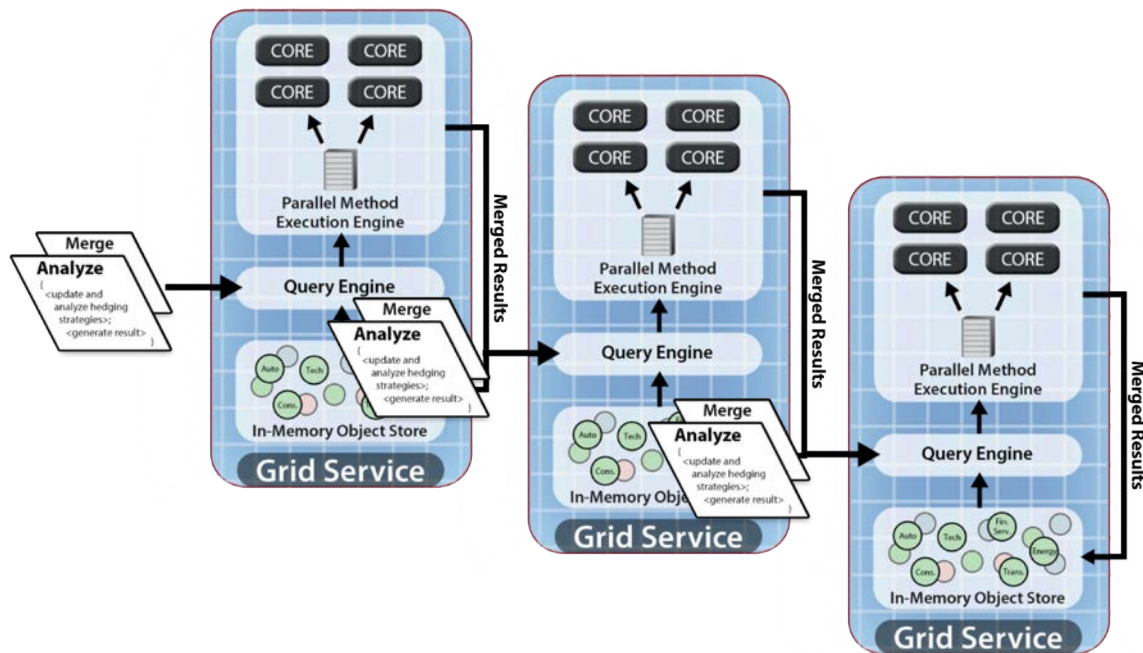 Merge
Analyze
{
<update and
analyze hedging
strategies>;
<generate result>
}
CORE CORE
CORE CORE
Parallel Method
Execution Engine
Query Engine
Merged Results
Auto
Tech
Cons.
In-Memory Object Store
Grid Service
Merge
Analyze
{
<update and
analyze hedging
strategies>;
<generate result>
}
CORE CORE
CORE CORE
Parallel Method
Execution Engine
Query Engine
Merged Results
Auto
Tech
Cons.
In-Memory Obje
Grid Service
Merge
Analyze
{
<update and
analyze hedging
strategies>;
<generate result>
}
CORE CORE
CORE CORE
Parallel Method
Execution Engine
Query Engine
Merged Results
Auto
Tech
Fin.
Serv.
Energy
Cons.
Trans.
In-Memory Object Store
Grid Service